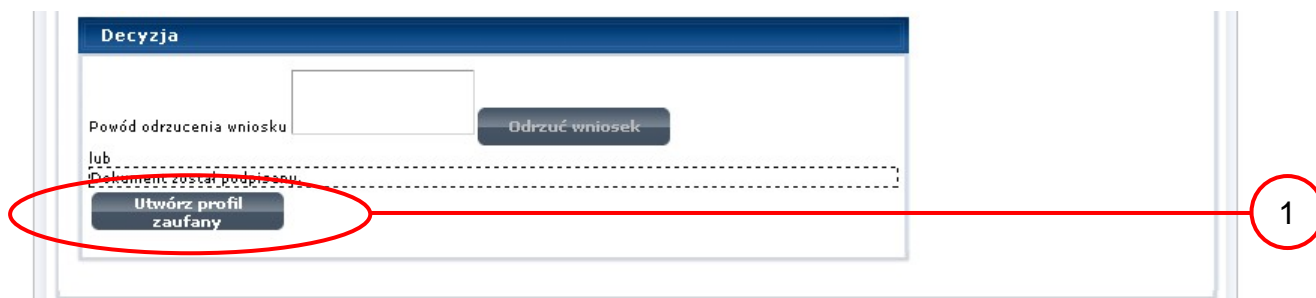 Decyzja
Powód odrzucenia wniosku
Odrzuć wniosek
lub
Dokument został podpisany.
Utwórz profil
zaufany
1